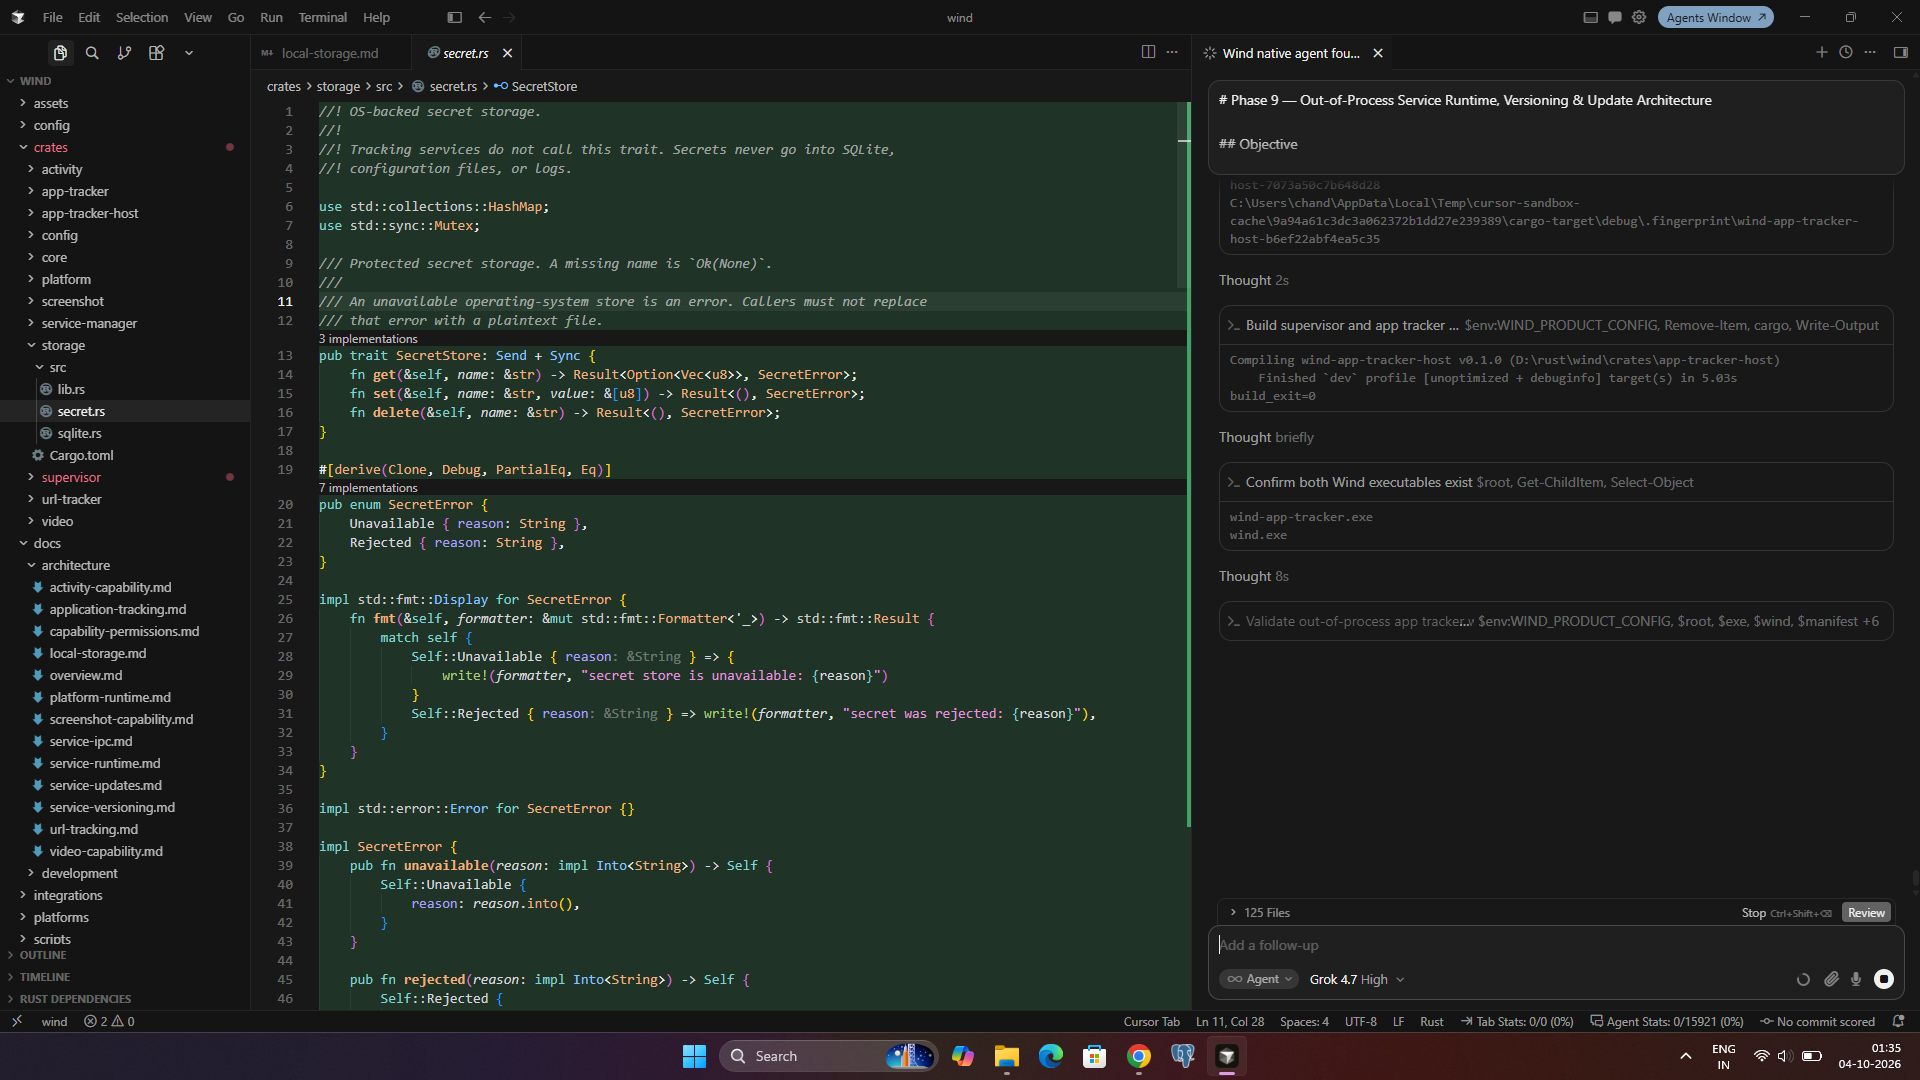 File Edit Selection View Go Run Terminal Help
wind
Agents Window ↗
WIND
assets
config
crates
activity
app-tracker
app-tracker-host
config
core
platform
screenshot
service-manager
storage
src
lib.rs
secret.rs
sqlite.rs
Cargo.toml
supervisor
url-tracker
video
docs
architecture
activity-capability.md
application-tracking.md
capability-permissions.md
local-storage.md
overview.md
platform-runtime.md
screenshot-capability.md
service-ipc.md
service-runtime.md
service-updates.md
service-versioning.md
url-tracking.md
video-capability.md
development
integrations
platforms
scripts
OUTLINE
TIMELINE
RUST DEPENDENCIES
local-storage.md
secret.rs
crates > storage > src > secret.rs > SecretStore
1 //! OS-backed secret storage.
2 //!
3 //! Tracking services do not call this trait. Secrets never go into SQLite,
4 //! configuration files, or logs.
5
6 use std::collections::HashMap;
7 use std::sync::Mutex;
8
9 /// Protected secret storage. A missing name is `Ok(None)`.
10 ///
11 /// An unavailable operating-system store is an error. Callers must not replace
12 /// that error with a plaintext file.
3 implementations
13 pub trait SecretStore: Send + Sync {
14     fn get(&self, name: &str) -> Result<Option<Vec<u8>>, SecretError>;
15     fn set(&self, name: &str, value: &[u8]) -> Result<(), SecretError>;
16     fn delete(&self, name: &str) -> Result<(), SecretError>;
17 }
18
19 #[derive(Clone, Debug, PartialEq, Eq)]
7 implementations
20 pub enum SecretError {
21     Unavailable { reason: String },
22     Rejected { reason: String },
23 }
24
25 impl std::fmt::Display for SecretError {
26     fn fmt(&self, formatter: &mut std::fmt::Formatter<'_>) -> std::fmt::Result {
27         match self {
28             Self::Unavailable { reason: &String } => {
29                 write!(formatter, "secret store is unavailable: {reason}")
30             }
31             Self::Rejected { reason: &String } => write!(formatter, "secret was rejected: {reason}"),
32         }
33     }
34 }
35
36 impl std::error::Error for SecretError {}
37
38 impl SecretError {
39     pub fn unavailable(reason: impl Into<String>) -> Self {
40         Self::Unavailable {
41             reason: reason.into(),
42         }
43     }
44
45     pub fn rejected(reason: impl Into<String>) -> Self {
46         Self::Rejected {
Wind native agent fou...
# Phase 9 — Out-of-Process Service Runtime, Versioning & Update Architecture
## Objective
host-7073a50c7b648d28
C:\Users\chand\AppData\Local\Temp\cursor-sandbox-
cache\9a94a61c3dc3a062372b1dd27e239389\cargo-target\debug\.fingerprint\wind-app-tracker-
host-b6ef22abf4ea5c35
Thought 2s
Build supervisor and app tracker ... $env:WIND_PRODUCT_CONFIG, Remove-Item, cargo, Write-Output
Compiling wind-app-tracker-host v0.1.0 (D:\rust\wind\crates\app-tracker-host)
Finished `dev` profile [unoptimized + debuginfo] target(s) in 5.03s
build_exit=0
Thought briefly
Confirm both Wind executables exist $root, Get-ChildItem, Select-Object
wind-app-tracker.exe
wind.exe
Thought 8s
Validate out-of-process app tracker... $env:WIND_PRODUCT_CONFIG, $root, $exe, $wind, $manifest +6
125 Files
Stop Ctrl+Shift+⌫ Review
Add a follow-up
Agent Grok 4.7 High
wind 2 0
Cursor Tab Ln 11, Col 28 Spaces: 4 UTF-8 LF Rust Tab Stats: 0/0 (0%) Agent Stats: 0/15921 (0%) No commit scored
Search
ENG
IN
01:35
04-10-2026